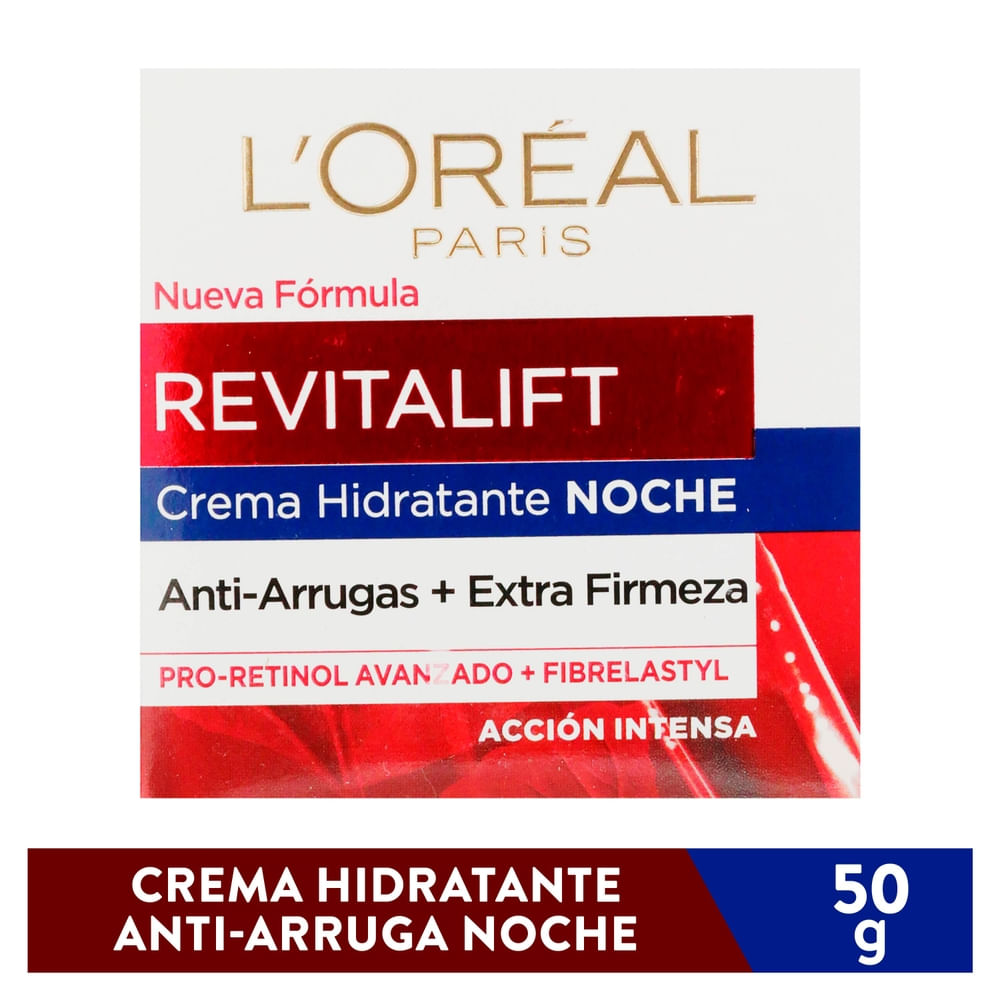 L'ORÉAL
PARIS
Nueva Fórmula
REVITALIFT
Crema Hidratante NOCHE
Anti-Arrugas + Extra Firmeza
PRO-RETINOL AVANZADO + FIBRELASTYL
ACCIÓN INTENSA
CREMA HIDRATANTE
ANTI-ARRUGA NOCHE
50
g